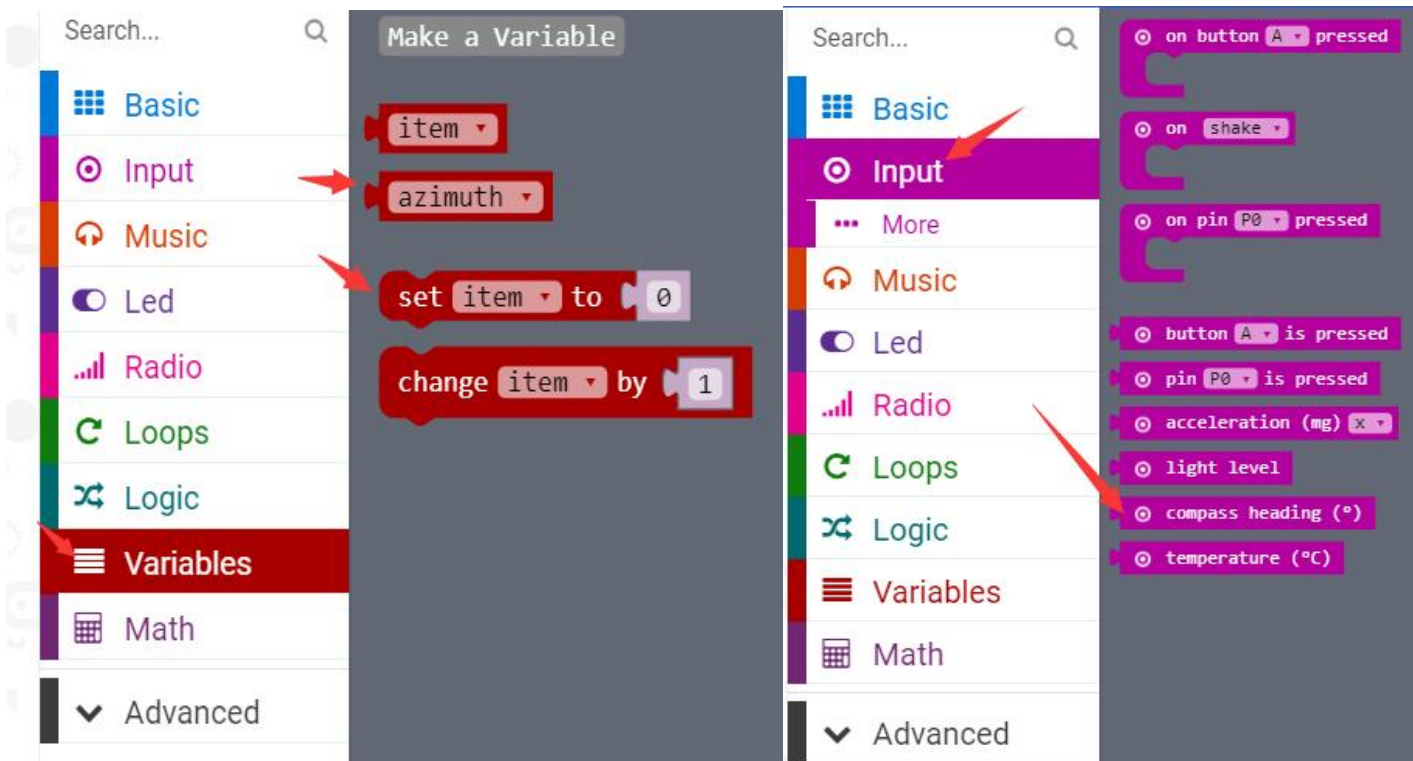 Search...
Basic
Input
Music
Led
Radio
Loops
Logic
Variables
Math
Advanced
Make a Variable
item
azimuth
set item to 0
change item by 1
Search...
Basic
Input
More
Music
Led
Radio
Loops
Logic
Variables
Math
Advanced
on button A pressed
on shake
on pin P0 pressed
button A is pressed
pin P0 is pressed
acceleration (mg) x
light level
compass heading (°)
temperature (°C)